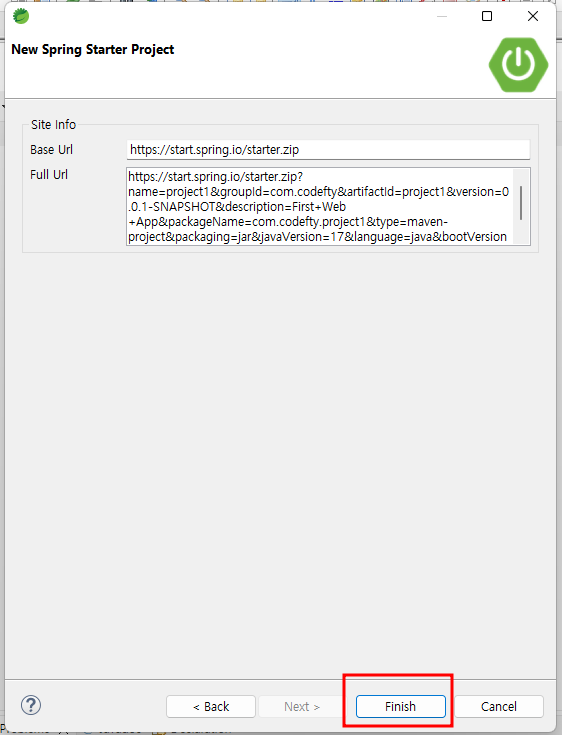 New Spring Starter Project
Site Info
Base Url
https://start.spring.io/starter.zip
Full Url
https://start.spring.io/starter.zip?
name=project1&groupId=com.codefty&artifactId=project1&version=0
.0.1-SNAPSHOT&description=First+Web
+App&packageName=com.codefty.project1&type=maven-
project&packaging=jar&javaVersion=17&language=java&bootVersion
?
< Back
Next >
Finish
Cancel